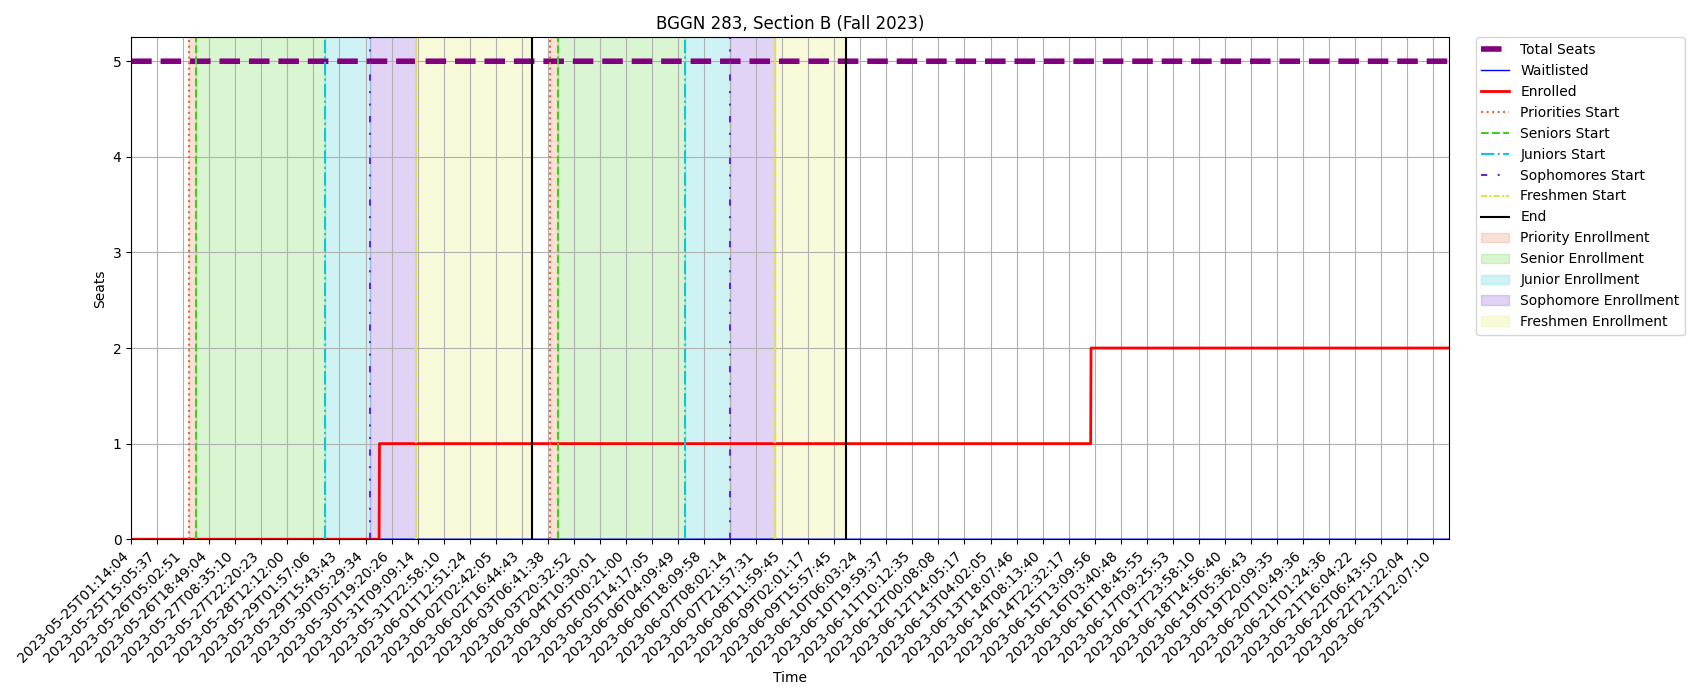 BGGN 283, Section B (Fall 2023)
Seats
5
4
3
2
1
0
2023-05-25T01:14:04
2023-05-25T15:05:37
2023-05-26T05:02:51
2023-05-26T18:49:04
2023-05-27T08:35:10
2023-05-27T22:20:23
2023-05-28T12:12:00
2023-05-29T01:57:06
2023-05-29T15:43:43
2023-05-30T05:29:34
2023-05-30T19:20:26
2023-05-31T09:09:14
2023-05-31T22:58:10
2023-06-01T12:51:24
2023-06-02T02:42:05
2023-06-02T16:44:43
2023-06-03T06:41:38
2023-06-03T20:32:52
2023-06-04T10:30:01
2023-06-05T00:21:00
2023-06-05T14:17:05
2023-06-06T04:09:49
2023-06-06T18:09:58
2023-06-07T08:02:14
2023-06-07T21:57:31
2023-06-08T11:59:45
2023-06-09T02:01:17
2023-06-09T15:57:45
2023-06-10T06:03:24
2023-06-10T19:59:37
2023-06-11T10:12:35
2023-06-12T00:08:08
2023-06-12T14:05:17
2023-06-13T04:02:05
2023-06-13T18:07:46
2023-06-14T08:13:40
2023-06-14T22:32:17
2023-06-15T13:09:56
2023-06-16T03:40:48
2023-06-16T18:45:55
2023-06-17T09:25:53
2023-06-17T23:58:10
2023-06-18T14:56:40
2023-06-19T05:36:43
2023-06-19T20:09:35
2023-06-20T10:49:36
2023-06-21T01:24:36
2023-06-21T16:04:22
2023-06-22T06:43:50
2023-06-22T21:22:04
2023-06-23T12:07:10
Time
Total Seats
Waitlisted
Enrolled
Priorities Start
Seniors Start
Juniors Start
Sophomores Start
Freshmen Start
End
Priority Enrollment
Senior Enrollment
Junior Enrollment
Sophomore Enrollment
Freshmen Enrollment